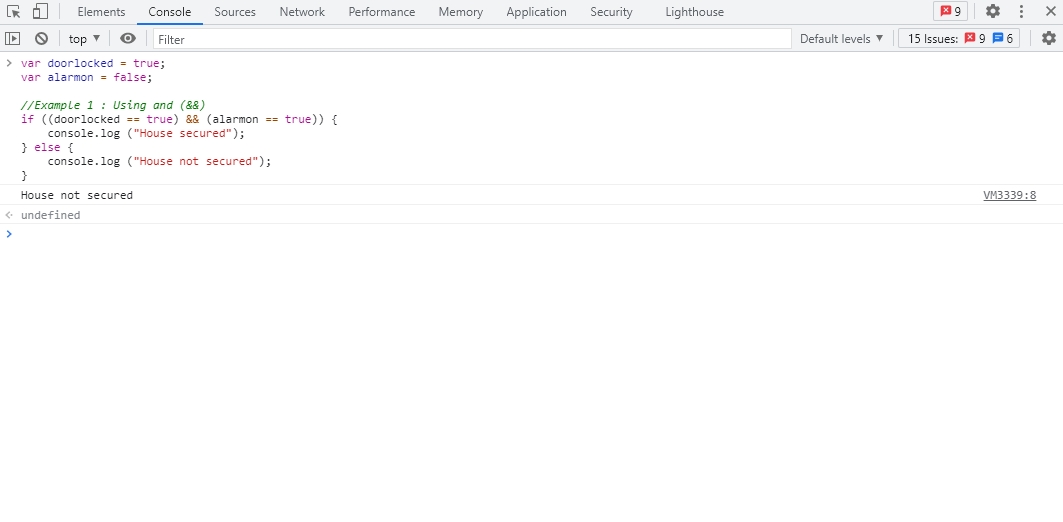 Elements Console Sources Network Performance Memory Application Security Lighthouse 9
top ▼ Filter Default levels ▼ 15 Issues: 9 6
> var doorlocked = true;
var alarmon = false;
//Example 1 : Using and (&&)
if ((doorlocked == true) && (alarmon == true)) {
    console.log ("House secured");
} else {
    console.log ("House not secured");
}
House not secured VM3339:8
undefined
>